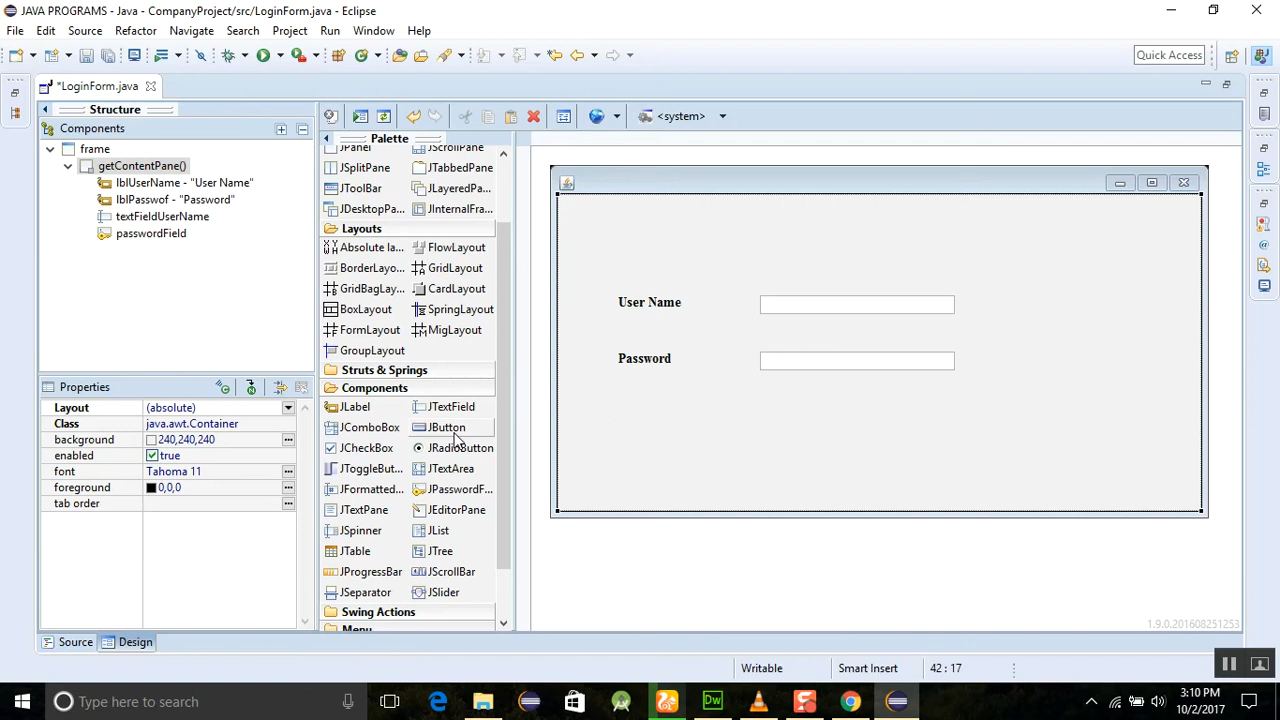 JAVA PROGRAMS - Java - CompanyProject/src/LoginForm.java - Eclipse
File Edit Source Refactor Navigate Search Project Run Window Help
Quick Access
*LoginForm.java
Structure
Components
frame
getContentPane()
lblUserName - "User Name"
lblPasswof - "Password"
textFieldUserName
passwordField
Properties
Layout (absolute)
Class java.awt.Container
background 240,240,240
enabled true
font Tahoma 11
foreground 0,0,0
tab order
<system>
Palette
JPanel JScrollPane
JSplitPane JTabbedPane
JToolBar JLayeredPa...
JDesktopPa... JInternalFra...
Layouts
Absolute la... FlowLayout
BorderLayo... GridLayout
GridBagLay... CardLayout
BoxLayout SpringLayout
FormLayout MigLayout
GroupLayout
Struts & Springs
Components
JLabel JTextField
JComboBox JButton
JCheckBox JRadioButton
JToggleBut... JTextArea
JFormatted... JPasswordF...
JTextPane JEditorPane
JSpinner JList
JTable JTree
JProgressBar JScrollBar
JSeparator JSlider
Swing Actions
Menu
User Name
Password
1.9.0.201608251253
Source Design
Writable Smart Insert 42 : 17
Type here to search
Dw
3:10 PM
10/2/2017